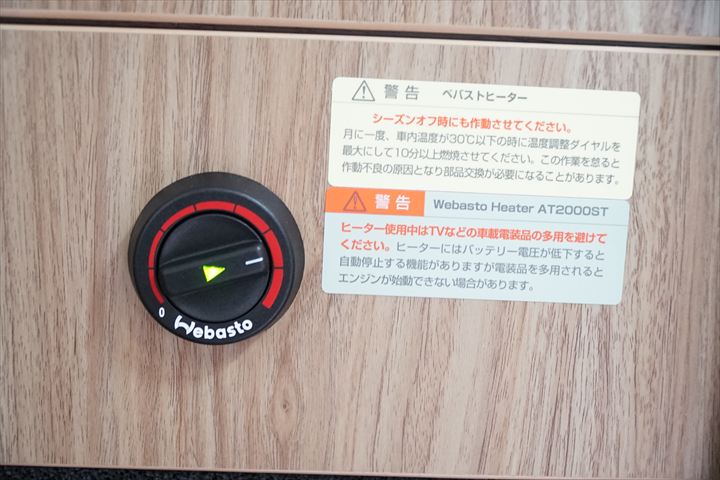 警告 ベバストヒーター
シーズンオフ時にも作動させてください。
月に一度、車内温度が30℃以下の時に温度調整ダイヤルを
最大にして10分以上燃焼させてください。この作業を怠ると
作動不良の原因となり部品交換が必要になることがあります。
警告 Webasto Heater AT2000ST
ヒーター使用中はTVなどの車載電装品の多用を避けて
ください。ヒーターにはバッテリー電圧が低下すると
自動停止する機能がありますが電装品を多用されると
エンジンが始動できない場合があります。
0 Webasto